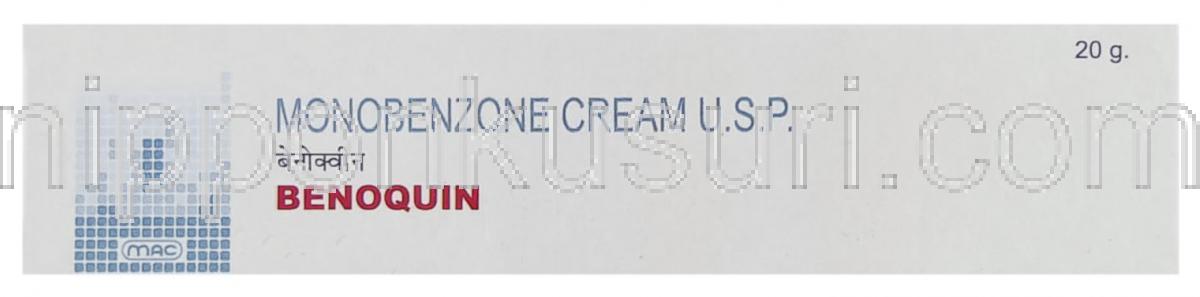 20 g.
MONOBENZONE CREAM U.S.P.
nipponkusuri.com
बेनोक्वीन
BENOQUIN
MAC